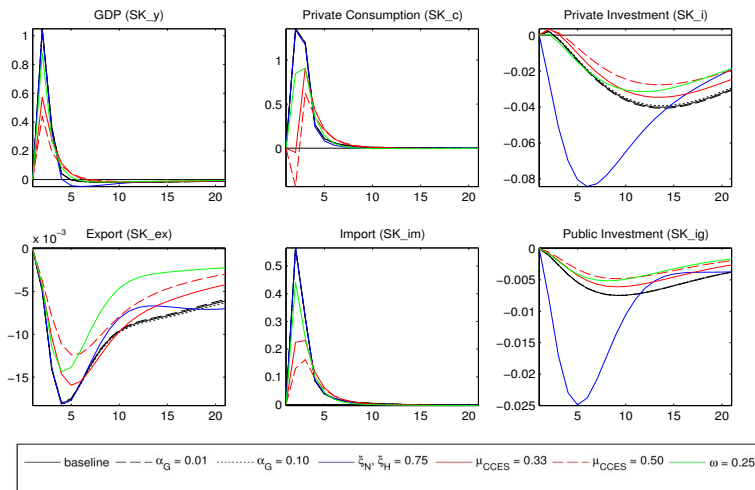 GDP (SK_y)
Private Consumption (SK_c)
Private Investment (SK_i)
1
0.8
0.6
0.4
0.2
0
5 10 15 20
1
0.5
0
5 10 15 20
0
−0.02
−0.04
−0.06
−0.08
5 10 15 20
x 10⁻³
Export (SK_ex)
Import (SK_im)
Public Investment (SK_ig)
0
−5
−10
−15
5 10 15 20
0.5
0.4
0.3
0.2
0.1
0
5 10 15 20
0
−0.005
−0.01
−0.015
−0.02
−0.025
5 10 15 20
baseline α_G = 0.01 α_G = 0.10 ξ_N, ξ_H = 0.75 μ_CCES = 0.33 μ_CCES = 0.50 ω = 0.25